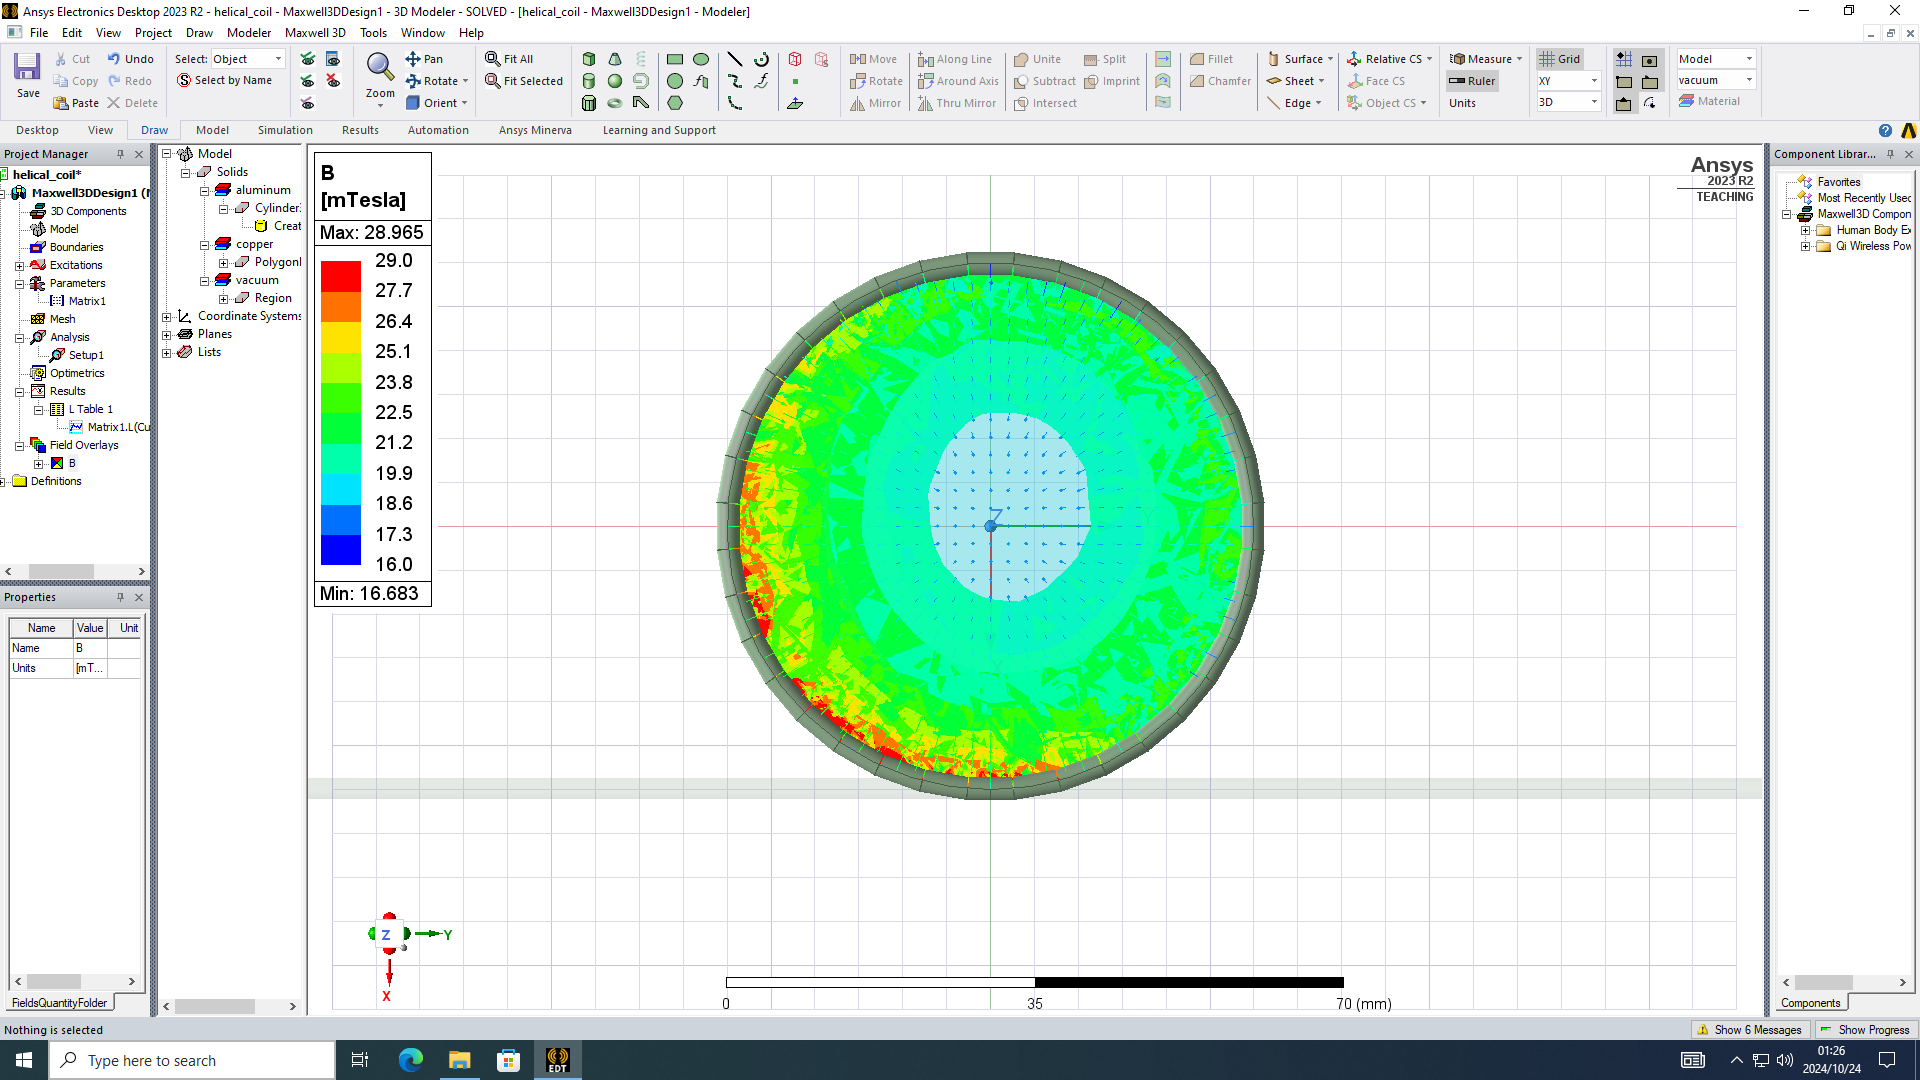 Ansys Electronics Desktop 2023 R2 - helical_coil - Maxwell3DDesign1 - 3D Modeler - SOLVED - [helical_coil - Maxwell3DDesign1 - Modeler]
File Edit View Project Draw Modeler Maxwell 3D Tools Window Help
Save
Cut Undo
Copy Redo
Paste Delete
Select: Object
Select by Name
Zoom
Pan
Rotate
Orient
Fit All
Fit Selected
Move Along Line
Rotate Around Axis
Mirror Thru Mirror
Unite Split
Subtract Imprint
Intersect
Fillet
Chamfer
Surface
Sheet
Edge
Relative CS
Face CS
Object CS
Measure
Ruler
Units
Grid
XY
3D
Model
vacuum
Material
Desktop View Draw Model Simulation Results Automation Ansys Minerva Learning and Support
Project Manager
helical_coil*
Maxwell3DDesign1 (
3D Components
Model
Boundaries
Excitations
Parameters
Matrix1
Mesh
Analysis
Setup1
Optimetrics
Results
L Table 1
Matrix1.L(Cu
Field Overlays
B
Definitions
Properties
Name Value Unit
Name B
Units [mT...
FieldsQuantityFolder
Model
Solids
aluminum
Cylinder
Creat
copper
Polygon
vacuum
Region
Coordinate Systems
Planes
Lists
B
[mTesla]
Max: 28.965
29.0
27.7
26.4
25.1
23.8
22.5
21.2
19.9
18.6
17.3
16.0
Min: 16.683
Ansys
2023 R2
TEACHING
Z
Z
Y
X
0 35 70 (mm)
Component Librar...
Favorites
Most Recently Used
Maxwell3D Compon
Human Body Ex
Qi Wireless Pow
Components
Nothing is selected
Show 6 Messages Show Progress
Type here to search
EDT
01:26
2024/10/24